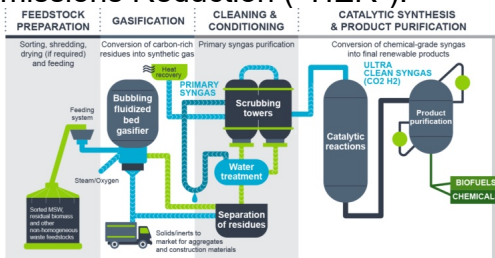 missions Reduction ("HER").
FEEDSTOCK
PREPARATION
Sorting, shredding,
drying (if required)
and feeding
GASIFICATION
Conversion of carbon-rich
residues into synthetic gas
CLEANING &
CONDITIONING
Primary syngas purification
CATALYTIC SYNTHESIS
& PRODUCT PURIFICATION
Conversion of chemical-grade syngas
into final renewable products
Heat
recovery
PRIMARY
SYNGAS
ULTRA
CLEAN SYNGAS
(CO2 H2)
Feeding
system
Bubbling
fluidized
bed
gasifier
Scrubbing
towers
Catalytic
reactions
Product
purification
Steam/Oxygen
Water
treatment
BIOFUELS
CHEMICAL
Sorted MSW,
residual biomass
and other
non-homogeneous
waste feedstocks
Separation
of residues
Solids/inerts to
market for aggregates
and construction materials